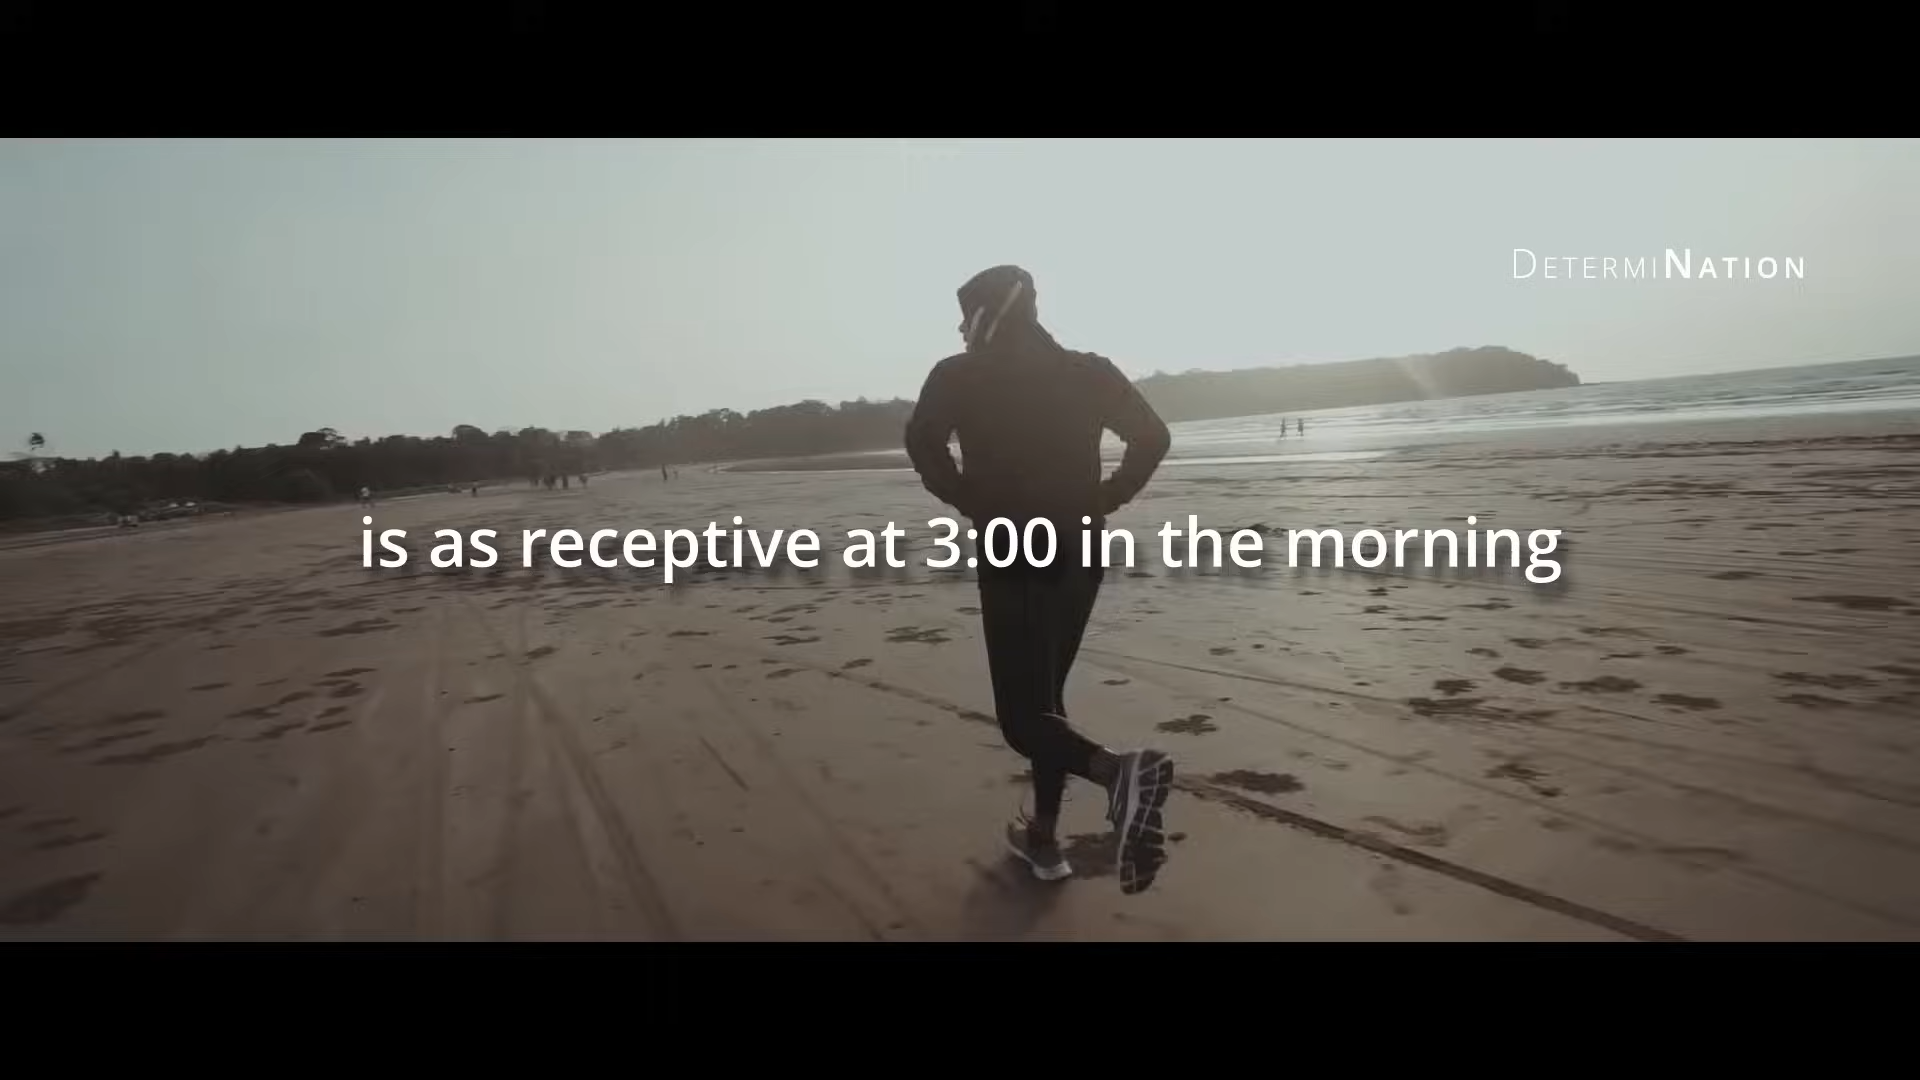 DETERMINATION
is as receptive at 3:00 in the morning